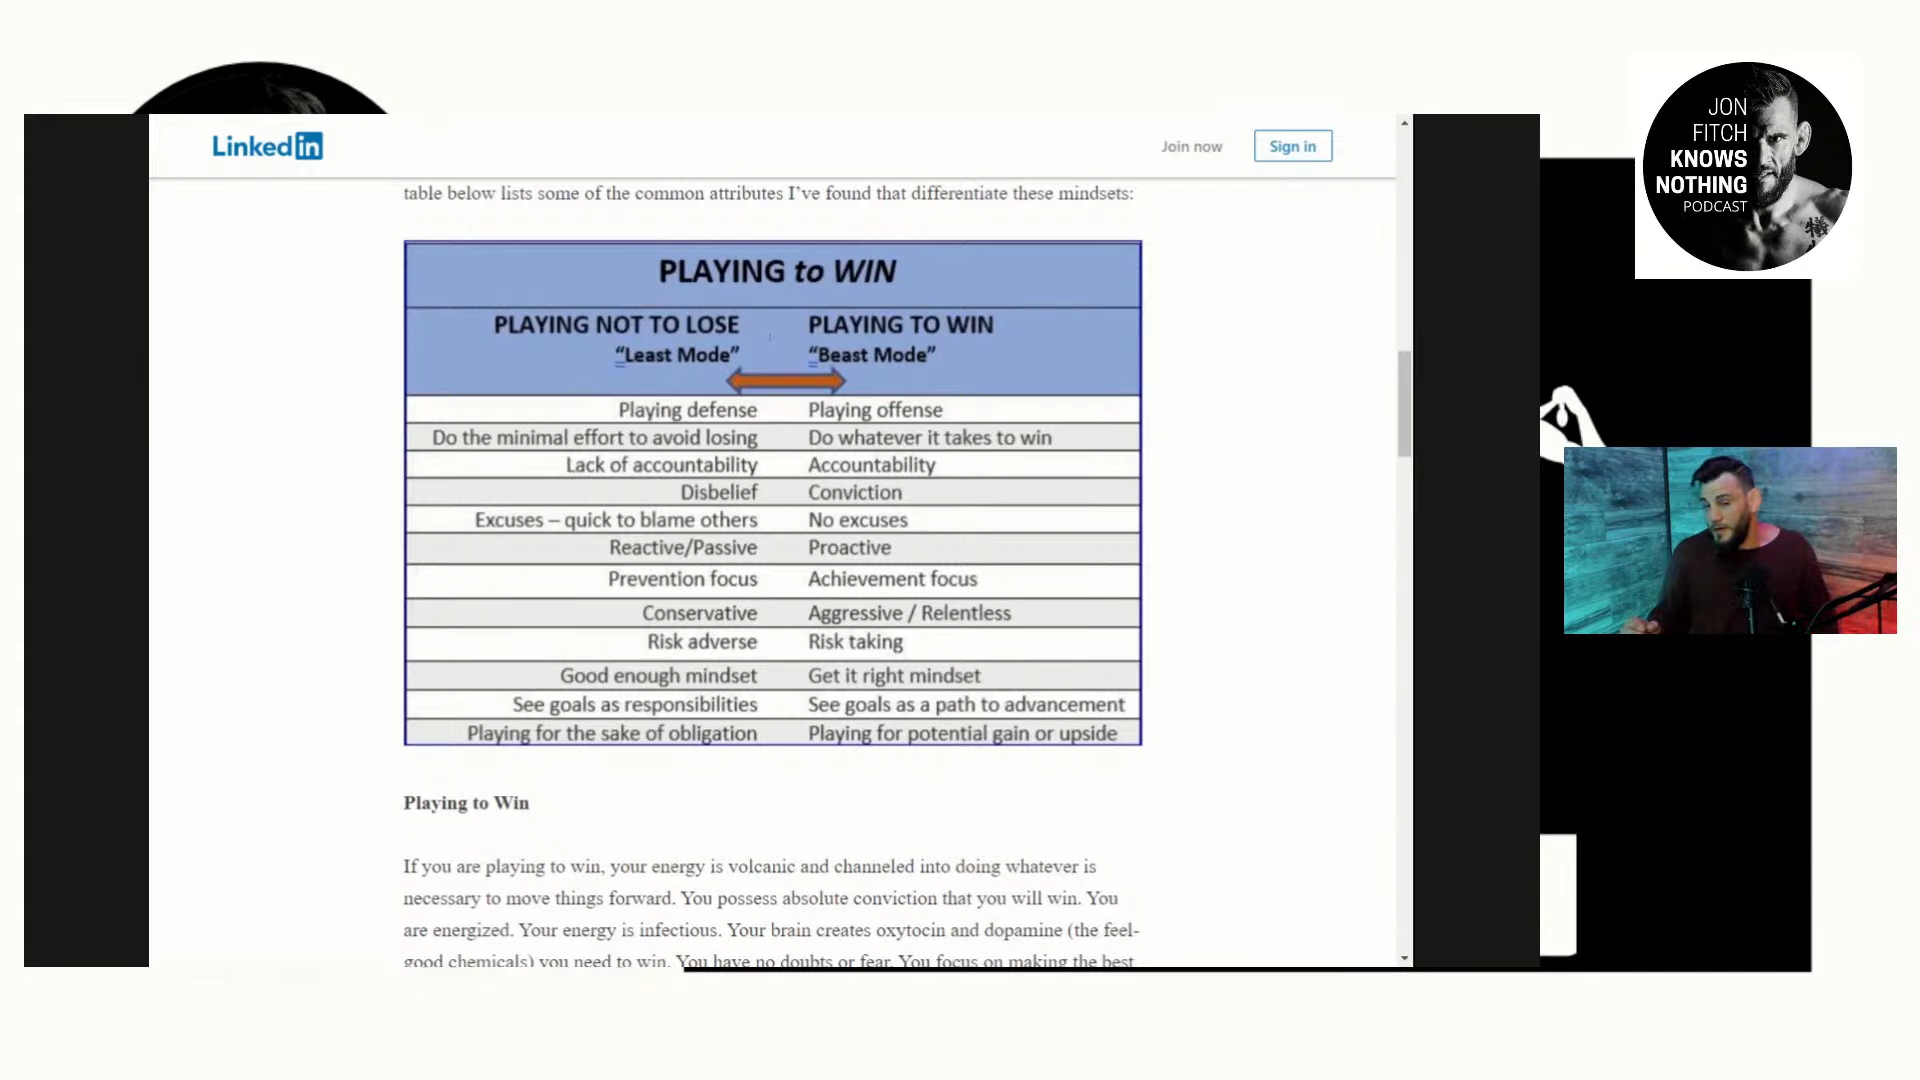 Linkedin
Join now
Sign in
table below lists some of the common attributes I've found that differentiate these mindsets:
PLAYING to WIN
PLAYING NOT TO LOSE PLAYING TO WIN
“Least Mode” “Beast Mode”
Playing defense Playing offense
Do the minimal effort to avoid losing Do whatever it takes to win
Lack of accountability Accountability
Disbelief Conviction
Excuses – quick to blame others No excuses
Reactive/Passive Proactive
Prevention focus Achievement focus
Conservative Aggressive / Relentless
Risk adverse Risk taking
Good enough mindset Get it right mindset
See goals as responsibilities See goals as a path to advancement
Playing for the sake of obligation Playing for potential gain or upside
Playing to Win
If you are playing to win, your energy is volcanic and channeled into doing whatever is
necessary to move things forward. You possess absolute conviction that you will win. You
are energized. Your energy is infectious. Your brain creates oxytocin and dopamine (the feel-
good chemicals) you need to win. You have no doubts or fear. You focus on making the best
JON
FITCH
KNOWS
NOTHING
PODCAST